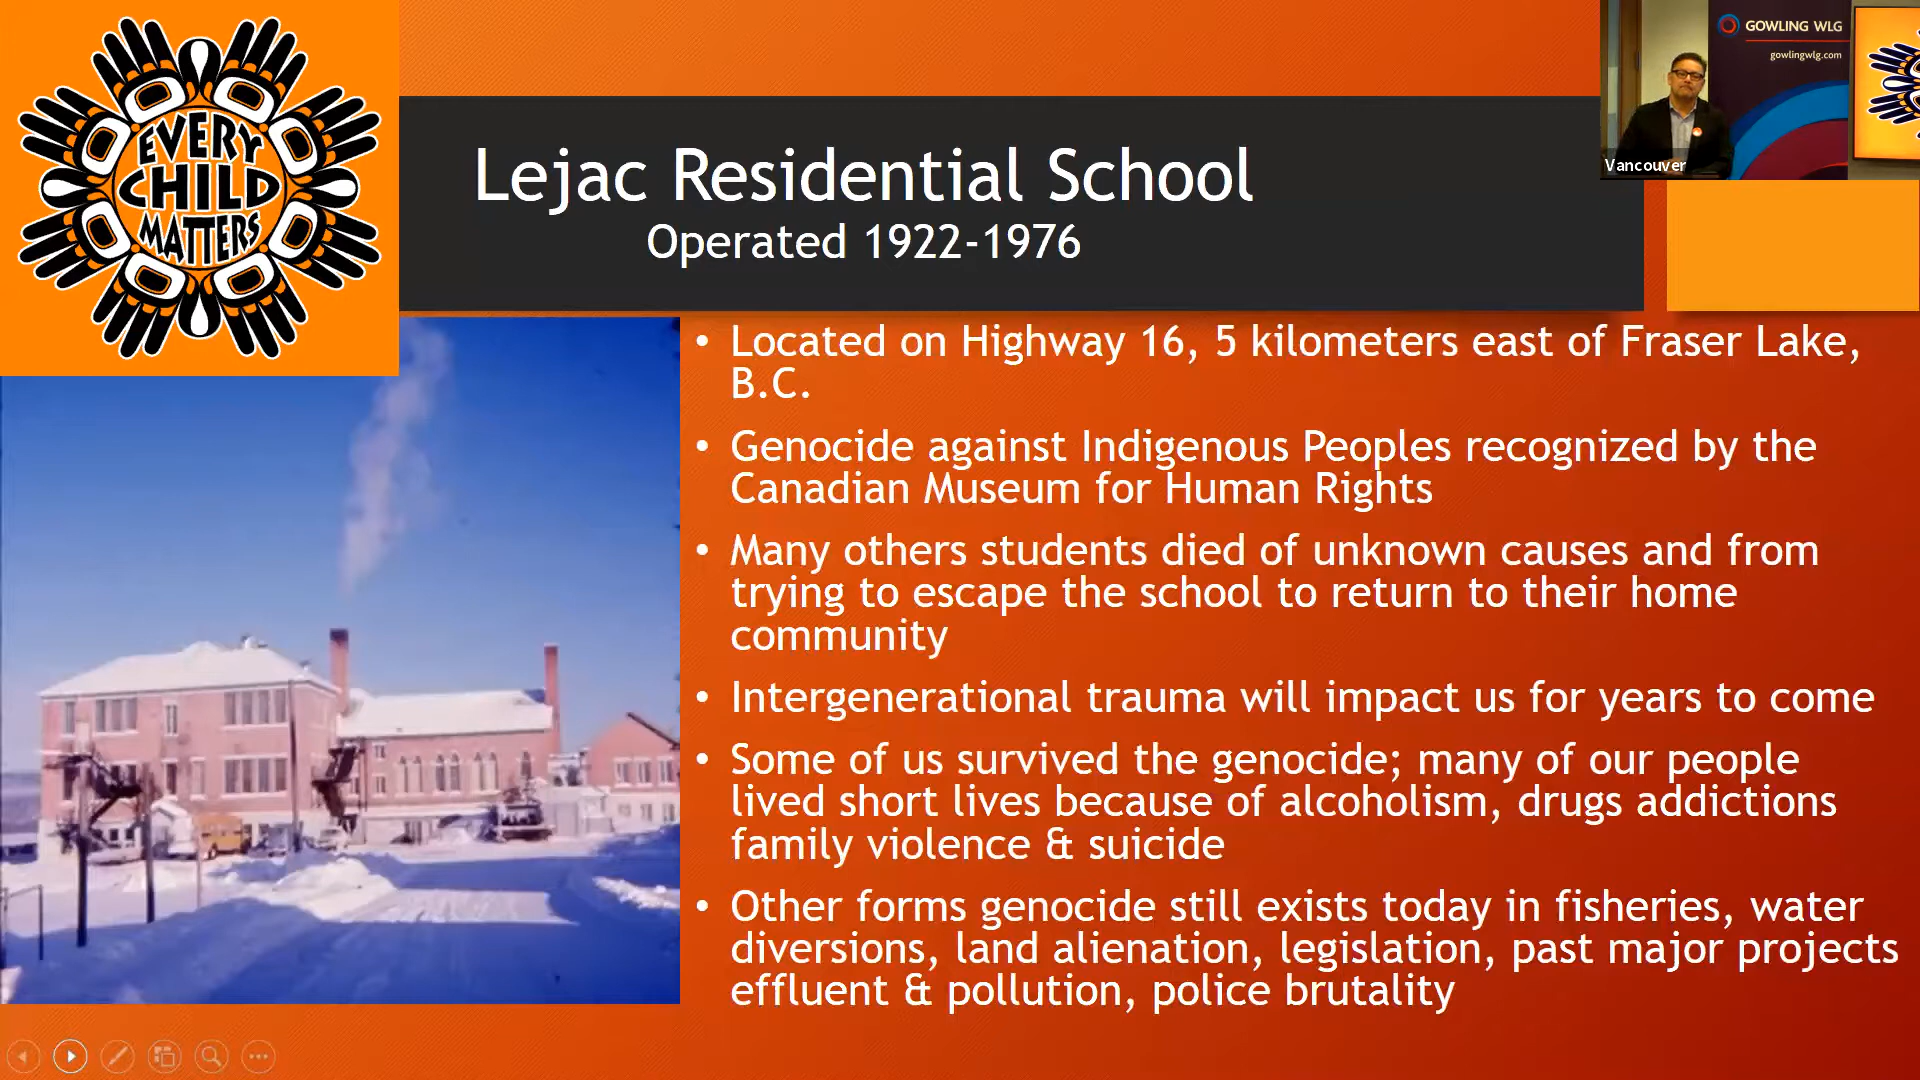 EVERY
CHILD
MATTERS
Lejac Residential School
Operated 1922-1976
GOWLING WLG
gowlingwlg.com
Vancouver
• Located on Highway 16, 5 kilometers east of Fraser Lake,
B.C.
• Genocide against Indigenous Peoples recognized by the
Canadian Museum for Human Rights
• Many others students died of unknown causes and from
trying to escape the school to return to their home
community
• Intergenerational trauma will impact us for years to come
• Some of us survived the genocide; many of our people
lived short lives because of alcoholism, drugs addictions
family violence & suicide
• Other forms genocide still exists today in fisheries, water
diversions, land alienation, legislation, past major projects
effluent & pollution, police brutality